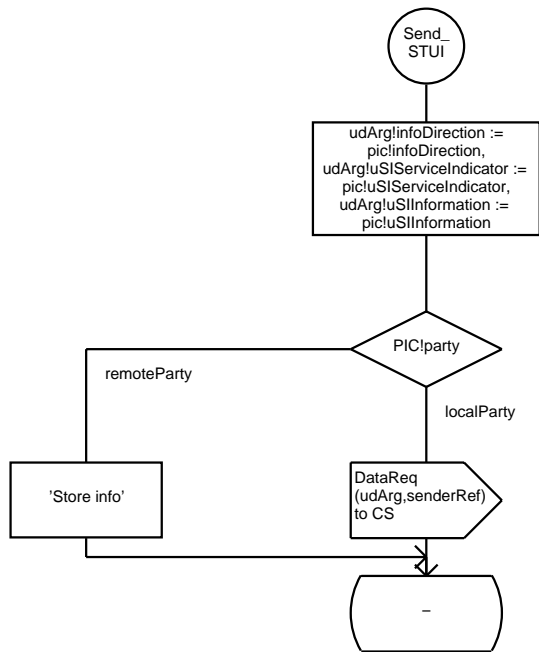 Send_
STUI
udArg!infoDirection :=
pic!infoDirection,
udArg!uSIServiceIndicator :=
pic!uSIServiceIndicator,
udArg!uSIInformation :=
pic!uSIInformation
PIC!party
remoteParty
localParty
'Store info'
DataReq
(udArg,senderRef)
to CS
–